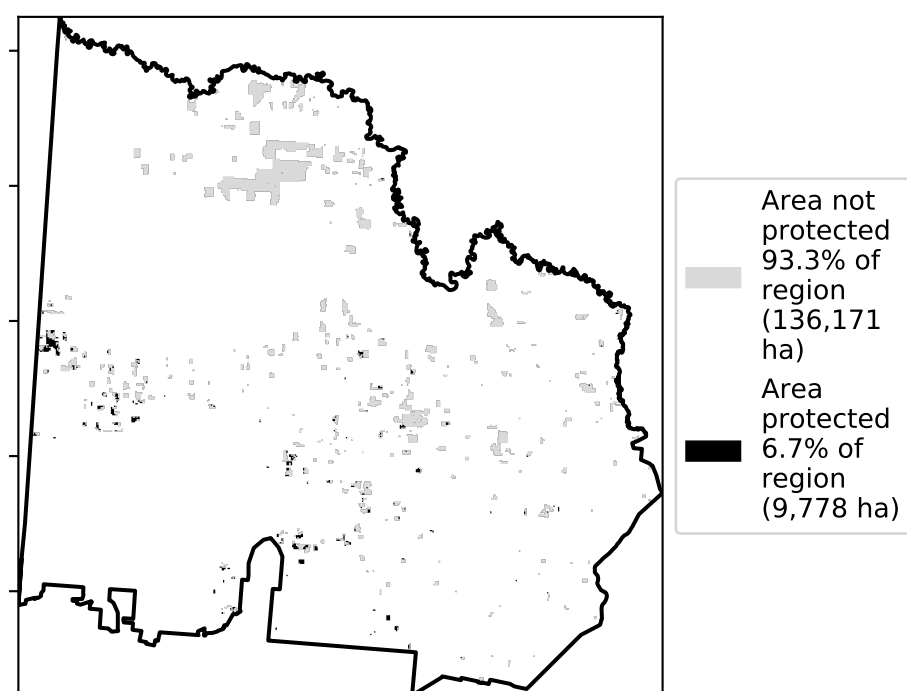 Area not
protected
93.3% of
region
(136,171
ha)
Area
protected
6.7% of
region
(9,778 ha)